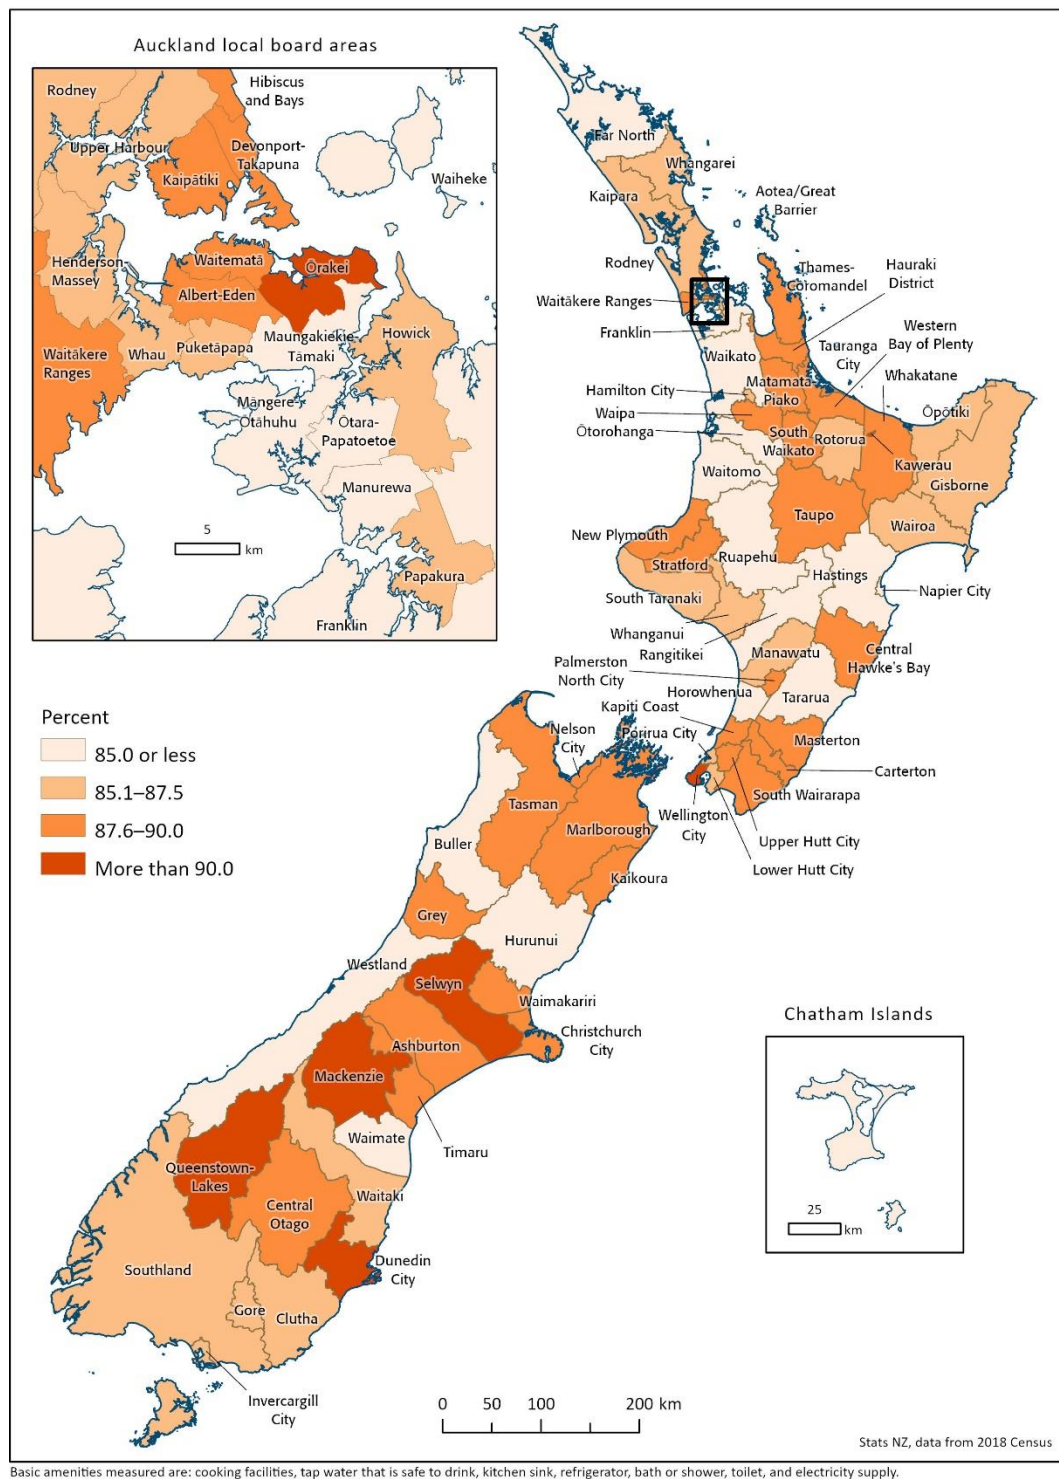 Auckland local board areas
Rodney
Hibiscus
and Bays
Upper Harbour
Devonport-
Takapuna
Kaipātiki
Waiheke
Henderson-
Massey
Waitematā
Ōrakei
Albert-Eden
Waitākere
Ranges
Whau
Puketāpapa
Maungakiekie-
Tāmaki
Howick
Māngere-
Ōtāhuhu
Ōtara-
Papatoetoe
Manurewa
5
km
Papakura
Franklin
Far North
Whangarei
Kaipara
Aotea/Great
Barrier
Rodney
Thames-
Coromandel
Hauraki
District
Waitākere Ranges
Franklin
Tauranga
City
Western
Bay of Plenty
Waikato
Whakatane
Hamilton City
Matamata
Piako
Ōpōtiki
Waipa
Ōtorohanga
South
Waikato
Rotorua
Kawerau
Gisborne
Waitomo
Taupo
Wairoa
New Plymouth
Stratford
Ruapehu
Hastings
South Taranaki
Napier City
Whanganui
Rangitikei
Manawatu
Central
Hawke's Bay
Palmerston
North City
Horowhenua
Tararua
Kapiti Coast
Porirua City
Masterton
Carterton
South Wairarapa
Wellington
City
Upper Hutt City
Lower Hutt City
Percent
85.0 or less
85.1–87.5
87.6–90.0
More than 90.0
Nelson
City
Tasman
Marlborough
Buller
Kaikoura
Grey
Hurunui
Westland
Selwyn
Waimakariri
Christchurch
City
Ashburton
Mackenzie
Waimate
Timaru
Queenstown-
Lakes
Waitaki
Central
Otago
Dunedin
City
Southland
Gore
Clutha
Invercargill
City
Chatham Islands
25
km
0 50 100 200 km
Stats NZ, data from 2018 Census
Basic amenities measured are: cooking facilities, tap water that is safe to drink, kitchen sink, refrigerator, bath or shower, toilet, and electricity supply.